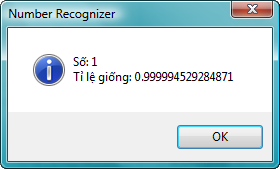 Number Recognizer
Số: 1
Tỉ lệ giống: 0.999994529284871
OK